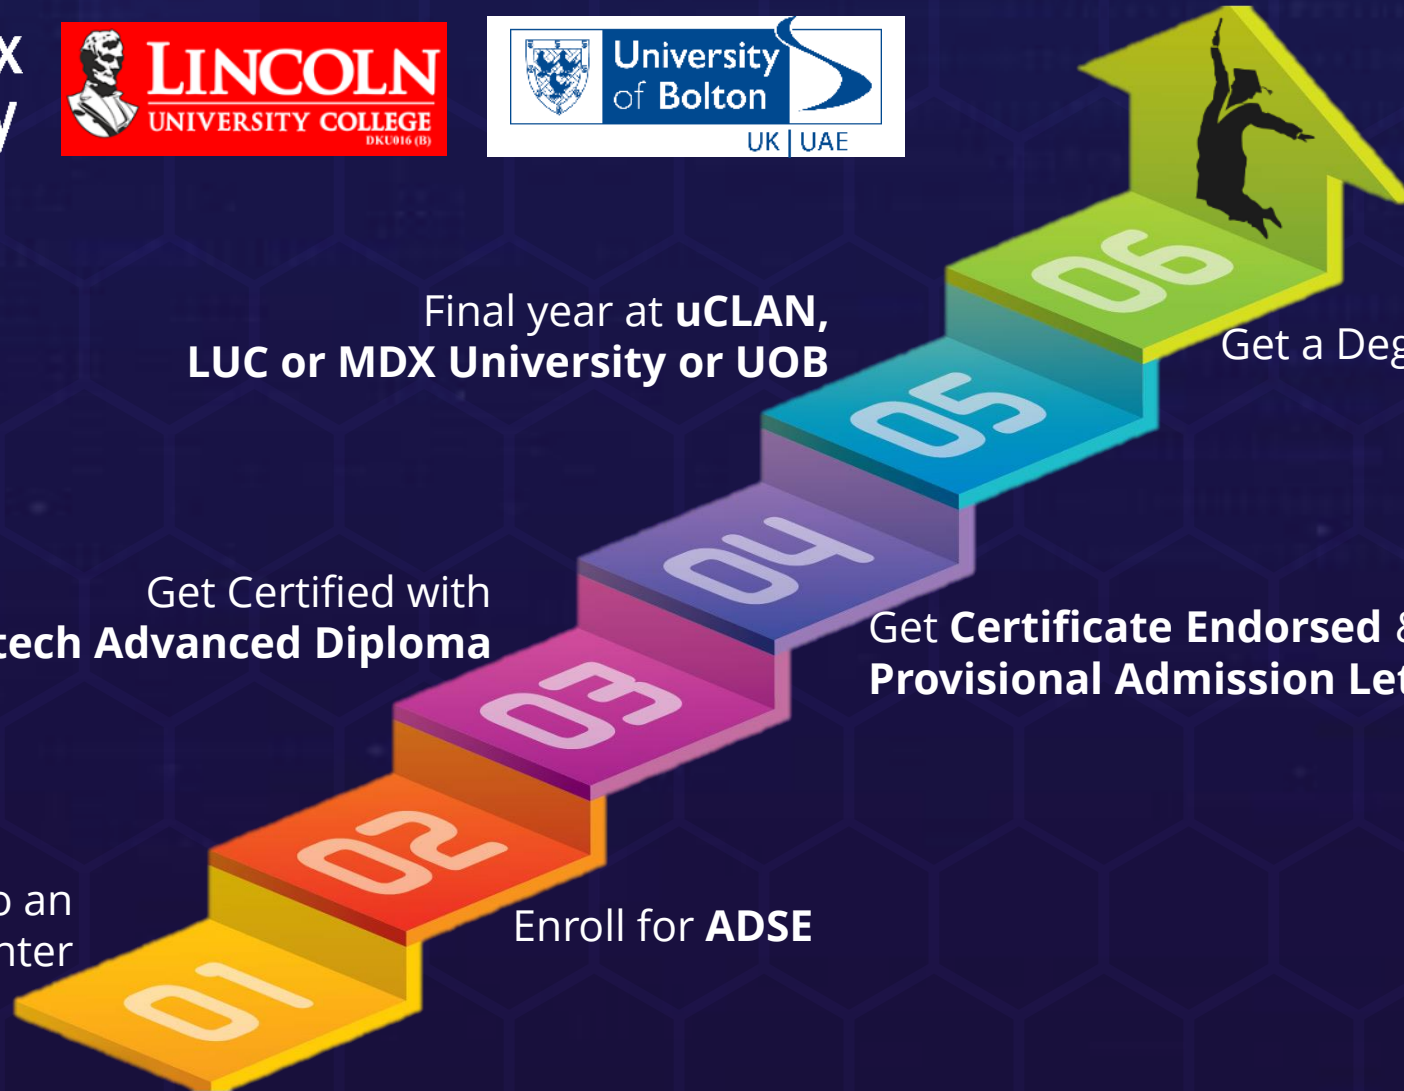 x
y
LINCOLN
UNIVERSITY COLLEGE
DKU016 (B)
University
of Bolton
UK | UAE
06
Final year at uCLAN,
LUC or MDX University or UOB
Get a Deg
05
04
Get Certified with
tech Advanced Diploma
Get Certificate Endorsed &
Provisional Admission Let
03
02
o an
nter
Enroll for ADSE
01